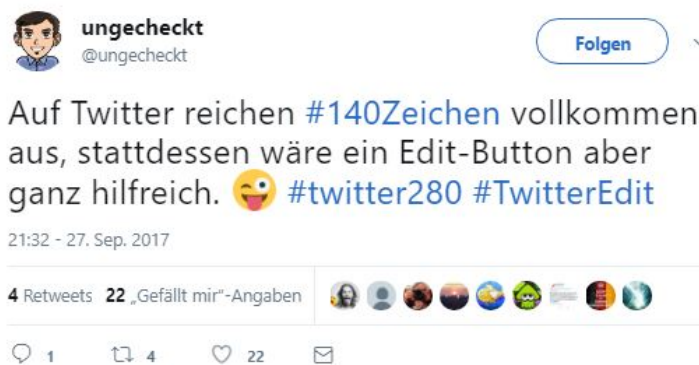 ungecheckt
@ungecheckt
Folgen
Auf Twitter reichen #140Zeichen vollkommen
aus, stattdessen wäre ein Edit-Button aber
ganz hilfreich. 😜 #twitter280 #TwitterEdit
21:32 - 27. Sep. 2017
4 Retweets 22 „Gefällt mir“-Angaben
1 4 22